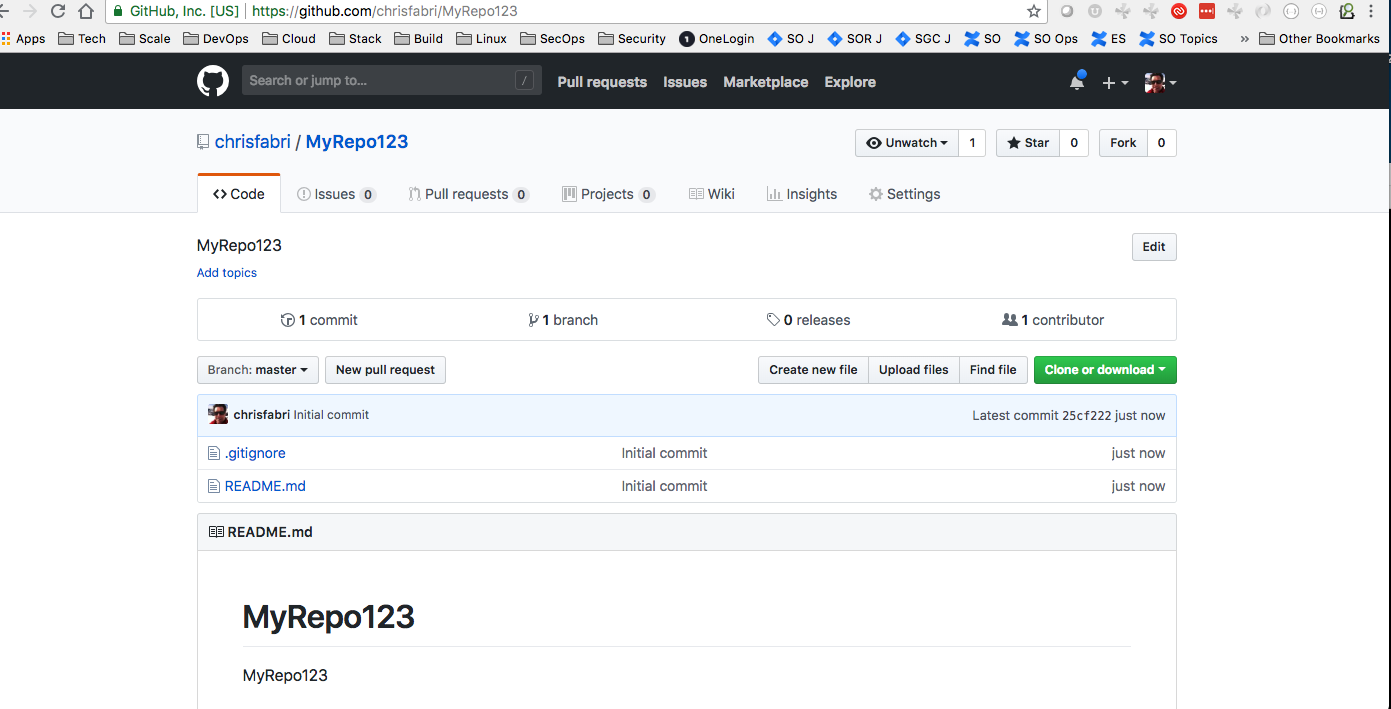 GitHub, Inc. [US] https://github.com/chrisfabri/MyRepo123
Apps Tech Scale DevOps Cloud Stack Build Linux SecOps Security 1 OneLogin SO J SOR J SGC J SO SO Ops ES SO Topics » Other Bookmarks
Search or jump to... / Pull requests Issues Marketplace Explore
chrisfabri / MyRepo123 Unwatch 1 Star 0 Fork 0
<> Code Issues 0 Pull requests 0 Projects 0 Wiki Insights Settings
MyRepo123 Edit
Add topics
1 commit 1 branch 0 releases 1 contributor
Branch: master New pull request Create new file Upload files Find file Clone or download
chrisfabri Initial commit Latest commit 25cf222 just now
.gitignore Initial commit just now
README.md Initial commit just now
README.md
MyRepo123
MyRepo123